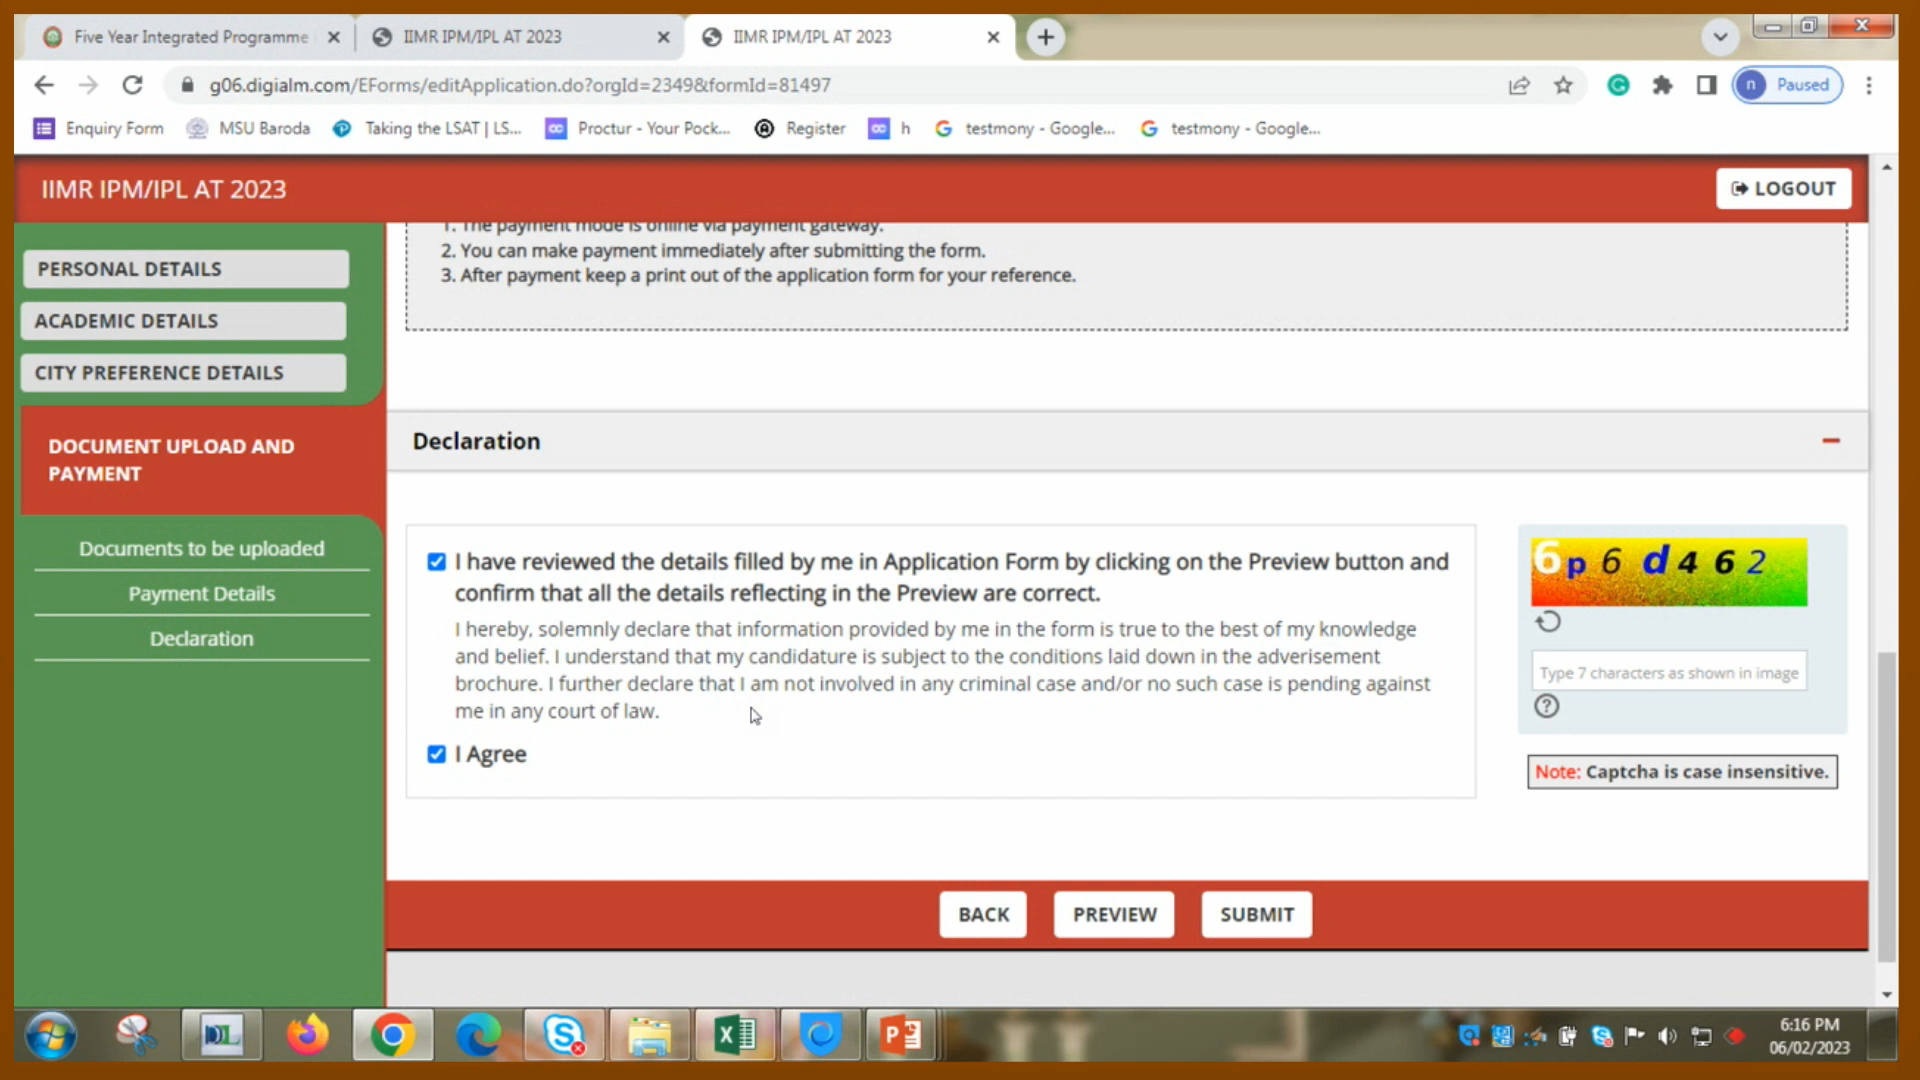 Five Year Integrated Programme
IIMR IPM/IPL AT 2023
IIMR IPM/IPL AT 2023
g06.digialm.com/EForms/editApplication.do?orgId=2349&formId=81497
n Paused
Enquiry Form
MSU Baroda
Taking the LSAT | LS...
Proctur - Your Pock...
Register
h
testmony - Google...
testmony - Google...
IIMR IPM/IPL AT 2023
LOGOUT
PERSONAL DETAILS
ACADEMIC DETAILS
CITY PREFERENCE DETAILS
DOCUMENT UPLOAD AND
PAYMENT
Documents to be uploaded
Payment Details
Declaration
1. The payment mode is online via payment gateway.
2. You can make payment immediately after submitting the form.
3. After payment keep a print out of the application form for your reference.
Declaration
I have reviewed the details filled by me in Application Form by clicking on the Preview button and
confirm that all the details reflecting in the Preview are correct.
I hereby, solemnly declare that information provided by me in the form is true to the best of my knowledge
and belief. I understand that my candidature is subject to the conditions laid down in the adverisement
brochure. I further declare that I am not involved in any criminal case and/or no such case is pending against
me in any court of law.
I Agree
6p6d462
Type 7 characters as shown in image
Note: Captcha is case insensitive.
BACK
PREVIEW
SUBMIT
6:16 PM
06/02/2023